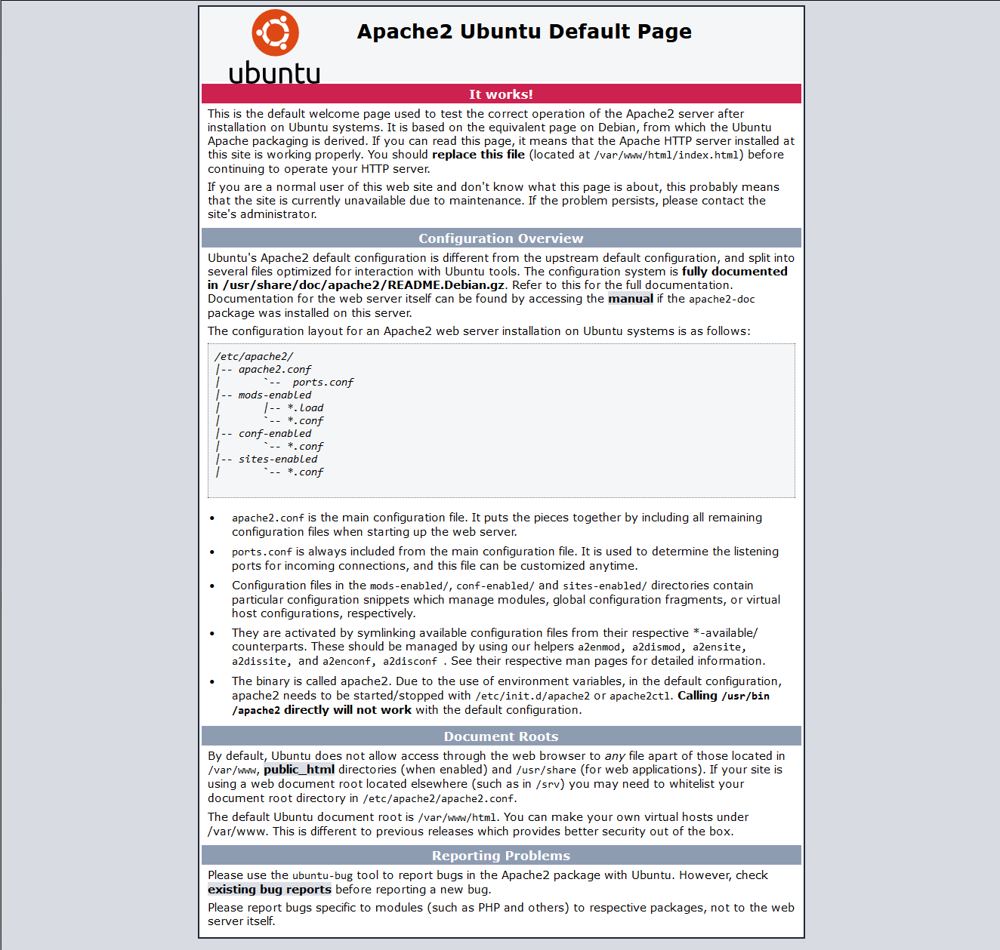 ubuntu
Apache2 Ubuntu Default Page
It works!
This is the default welcome page used to test the correct operation of the Apache2 server after
installation on Ubuntu systems. It is based on the equivalent page on Debian, from which the Ubuntu
Apache packaging is derived. If you can read this page, it means that the Apache HTTP server installed at
this site is working properly. You should replace this file (located at /var/www/html/index.html) before
continuing to operate your HTTP server.
If you are a normal user of this web site and don't know what this page is about, this probably means
that the site is currently unavailable due to maintenance. If the problem persists, please contact the
site's administrator.
Configuration Overview
Ubuntu's Apache2 default configuration is different from the upstream default configuration, and split into
several files optimized for interaction with Ubuntu tools. The configuration system is fully documented
in /usr/share/doc/apache2/README.Debian.gz. Refer to this for the full documentation.
Documentation for the web server itself can be found by accessing the manual if the apache2-doc
package was installed on this server.
The configuration layout for an Apache2 web server installation on Ubuntu systems is as follows:
/etc/apache2/
|-- apache2.conf
|       `--  ports.conf
|-- mods-enabled
|       |-- *.load
|       `-- *.conf
|-- conf-enabled
|       `-- *.conf
|-- sites-enabled
|       `-- *.conf
• apache2.conf is the main configuration file. It puts the pieces together by including all remaining
configuration files when starting up the web server.
• ports.conf is always included from the main configuration file. It is used to determine the listening
ports for incoming connections, and this file can be customized anytime.
• Configuration files in the mods-enabled/, conf-enabled/ and sites-enabled/ directories contain
particular configuration snippets which manage modules, global configuration fragments, or virtual
host configurations, respectively.
• They are activated by symlinking available configuration files from their respective *-available/
counterparts. These should be managed by using our helpers a2enmod, a2dismod, a2ensite,
a2dissite, and a2enconf, a2disconf . See their respective man pages for detailed information.
• The binary is called apache2. Due to the use of environment variables, in the default configuration,
apache2 needs to be started/stopped with /etc/init.d/apache2 or apache2ctl. Calling /usr/bin
/apache2 directly will not work with the default configuration.
Document Roots
By default, Ubuntu does not allow access through the web browser to any file apart of those located in
/var/www, public_html directories (when enabled) and /usr/share (for web applications). If your site is
using a web document root located elsewhere (such as in /srv) you may need to whitelist your
document root directory in /etc/apache2/apache2.conf.
The default Ubuntu document root is /var/www/html. You can make your own virtual hosts under
/var/www. This is different to previous releases which provides better security out of the box.
Reporting Problems
Please use the ubuntu-bug tool to report bugs in the Apache2 package with Ubuntu. However, check
existing bug reports before reporting a new bug.
Please report bugs specific to modules (such as PHP and others) to respective packages, not to the web
server itself.